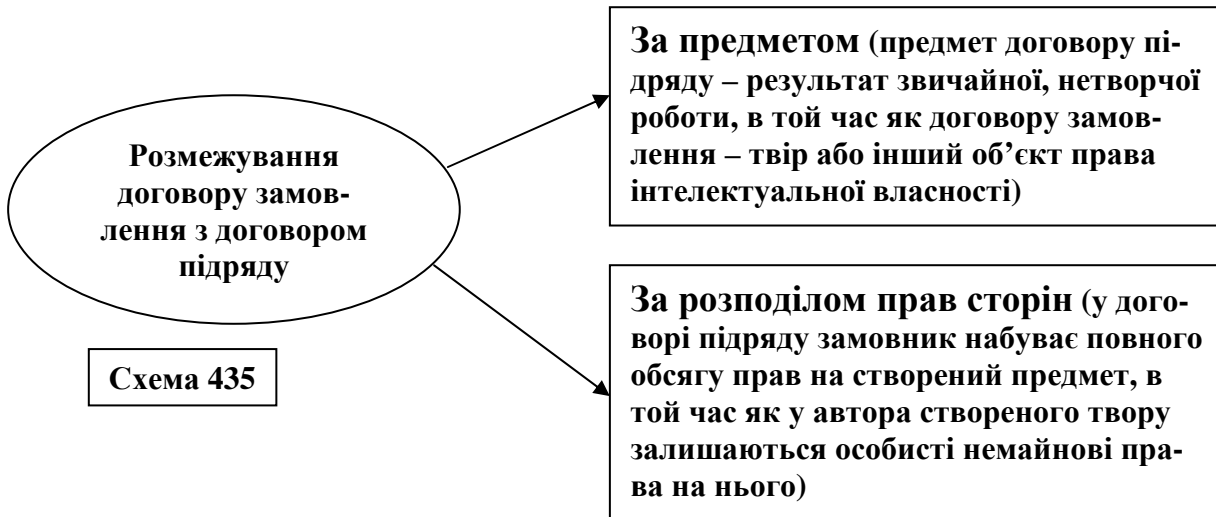 Розмежування
договору замов-
лення з договором
підряду
Схема 435
За предметом (предмет договору пі-
дряду – результат звичайної, нетворчої
роботи, в той час як договору замов-
лення – твір або інший об’єкт права
інтелектуальної власності)
За розподілом прав сторін (у дого-
ворі підряду замовник набуває повного
обсягу прав на створений предмет, в
той час як у автора створеного твору
залишаються особисті немайнові пра-
ва на нього)